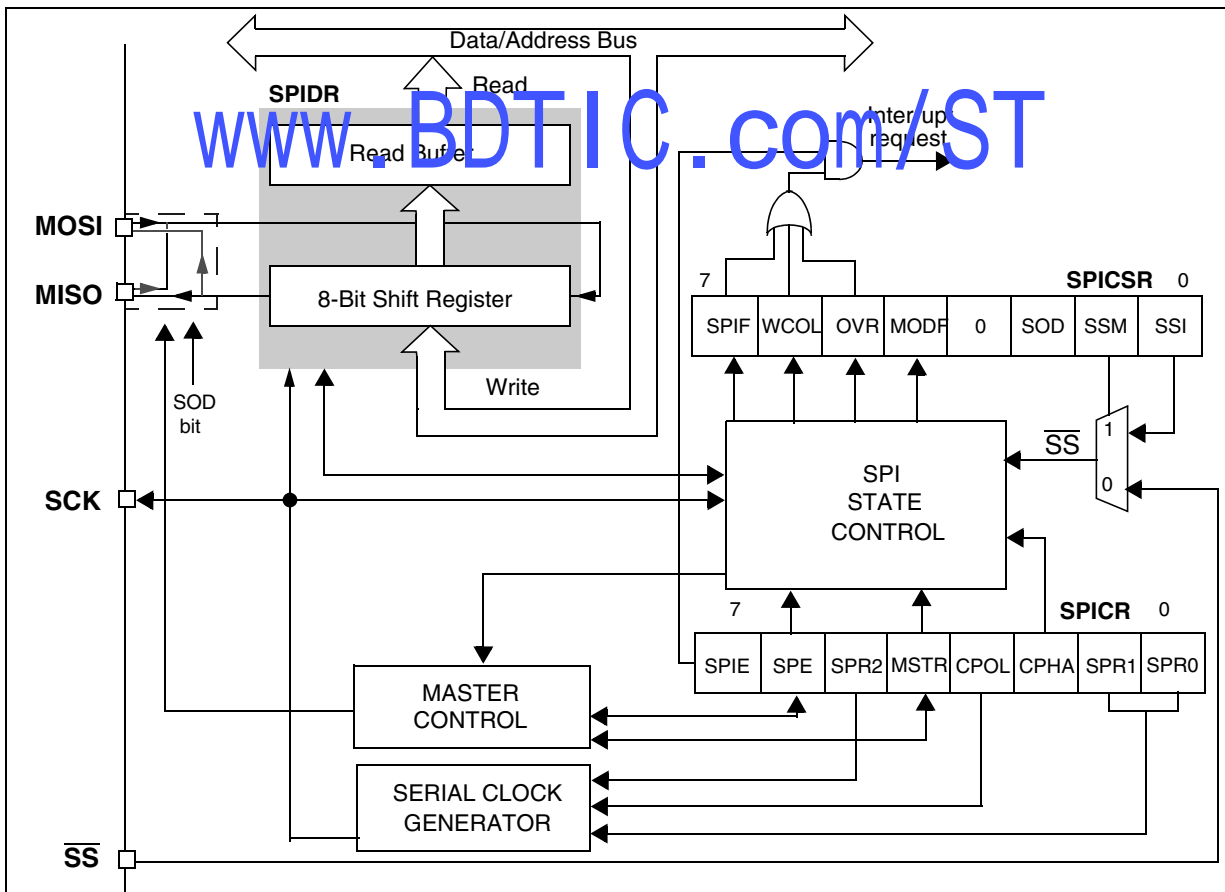 Data/Address Bus
SPIDR
Read
www.BDTIC.com/ST
Interrupt
request
Read Buffer
MOSI
MISO
8-Bit Shift Register
7
SPICSR
0
SPIF
WCOL
OVR
MODF
0
SOD
SSM
SSI
Write
SOD
bit
1
SS
0
SCK
SPI
STATE
CONTROL
7
SPICR
0
SPIE
SPE
SPR2
MSTR
CPOL
CPHA
SPR1
SPR0
MASTER
CONTROL
SERIAL CLOCK
GENERATOR
SS